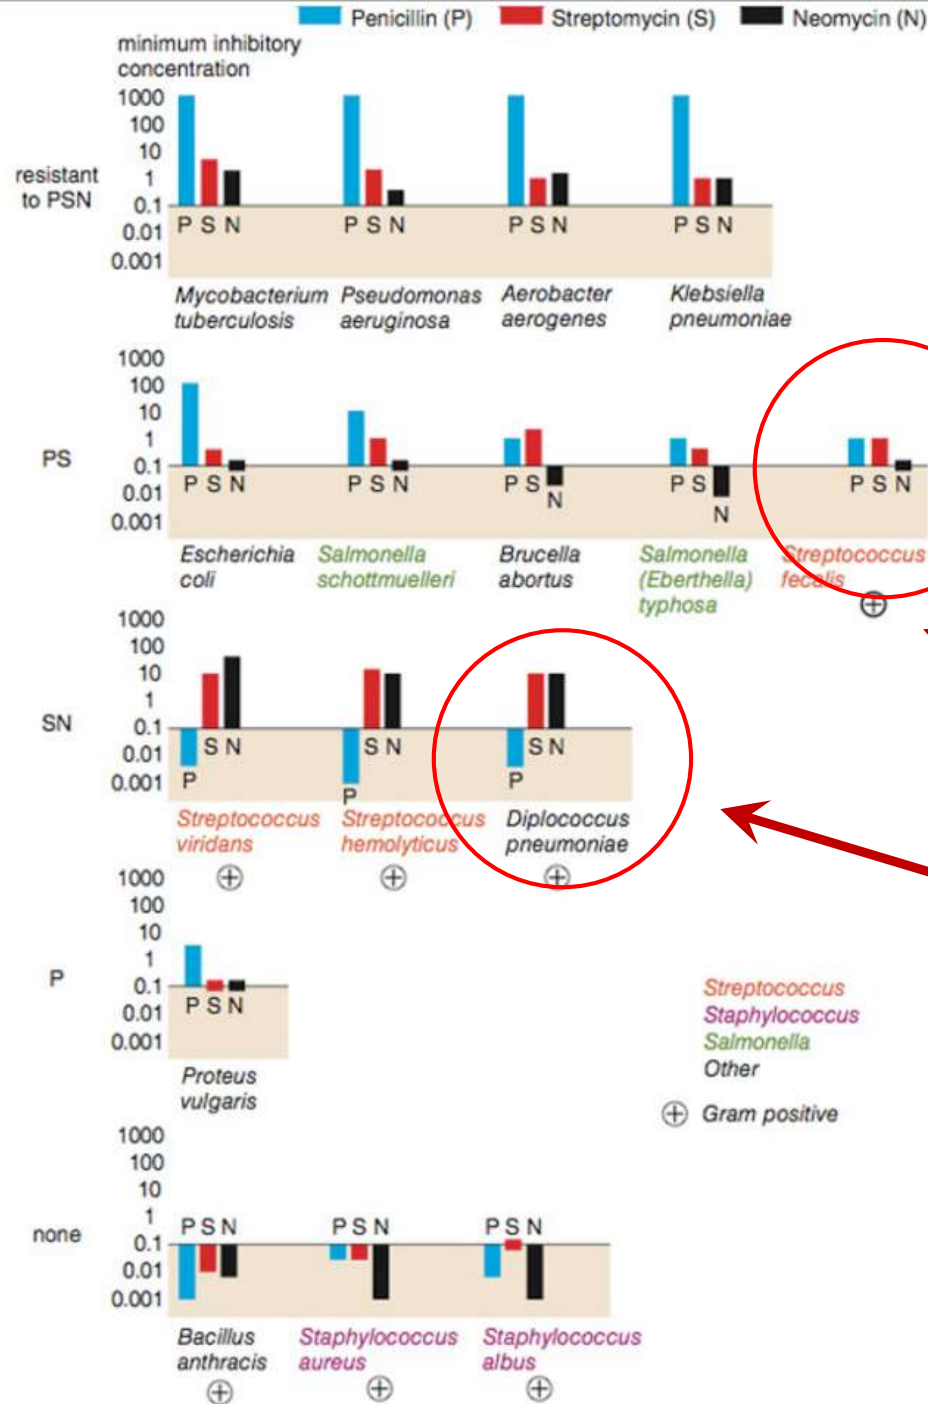 Penicillin (P) Streptomycin (S) Neomycin (N)
minimum inhibitory
concentration
1000
100
10
resistant
to PSN
1
0.1
0.01
0.001
P S N P S N P S N P S N
Mycobacterium Pseudomonas Aerobacter Klebsiella
tuberculosis aeruginosa aerogenes pneumoniae
1000
100
10
1
PS
0.1
0.01
0.001
P S N P S N P S N P S N P S N
Escherichia Salmonella Brucella Salmonella Streptococcus
coli schottmuelleri abortus (Eberthella) fecalis
typhosa
1000
100
10
1
SN
0.1
0.01
0.001
S N S N S N
P P P
Streptococcus Streptococcus Diplococcus
viridans hemolyticus pneumoniae
1000
100
10
1
P
0.1
0.01
0.001
P S N
Proteus
vulgaris
Streptococcus
Staphylococcus
Salmonella
Other
Gram positive
1000
100
10
1
none
0.1
0.01
0.001
P S N P S N P S N
Bacillus Staphylococcus Staphylococcus
anthracis aureus albus